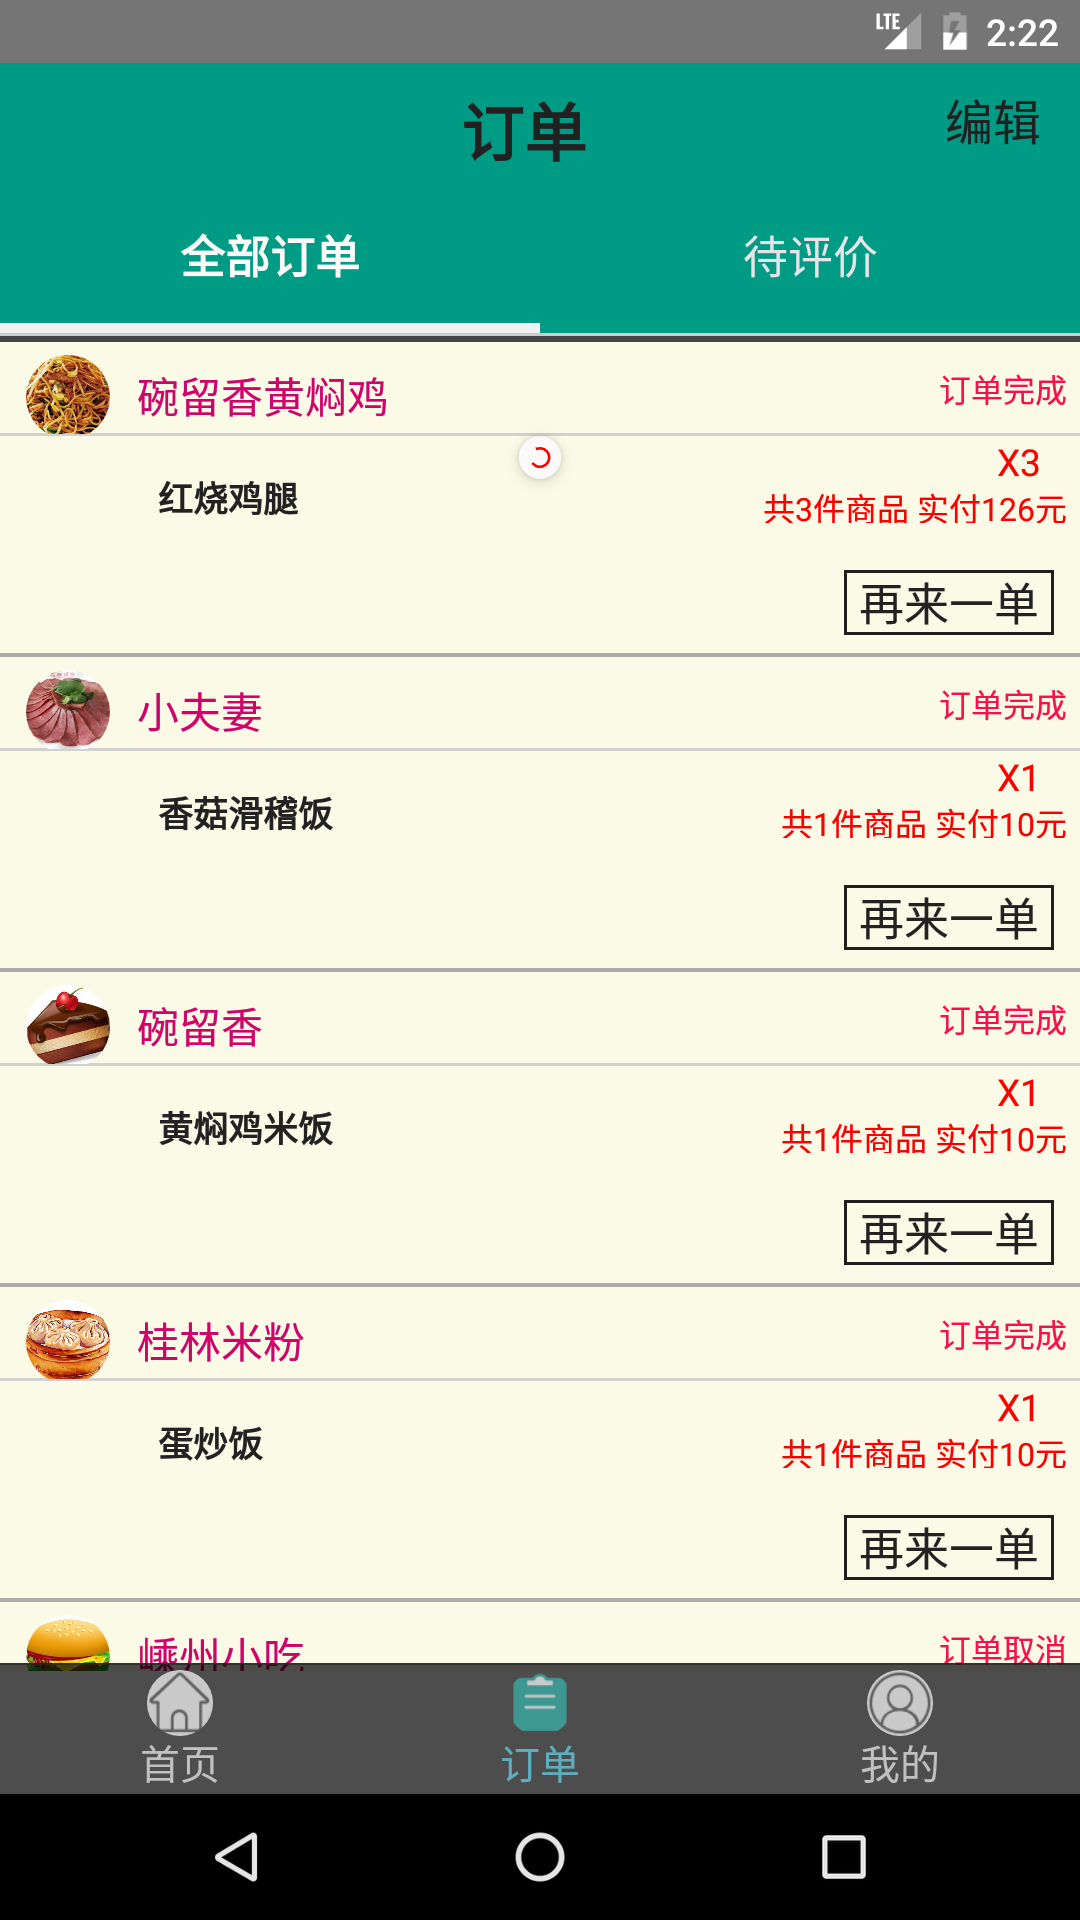 LTE 2:22
订单 编辑
全部订单 待评价
碗留香黄焖鸡 订单完成
X3
红烧鸡腿
共3件商品 实付126元
再来一单
小夫妻 订单完成
X1
香菇滑稽饭
共1件商品 实付10元
再来一单
碗留香 订单完成
X1
黄焖鸡米饭
共1件商品 实付10元
再来一单
桂林米粉 订单完成
X1
蛋炒饭
共1件商品 实付10元
再来一单
嵊州小吃 订单取消
首页 订单 我的